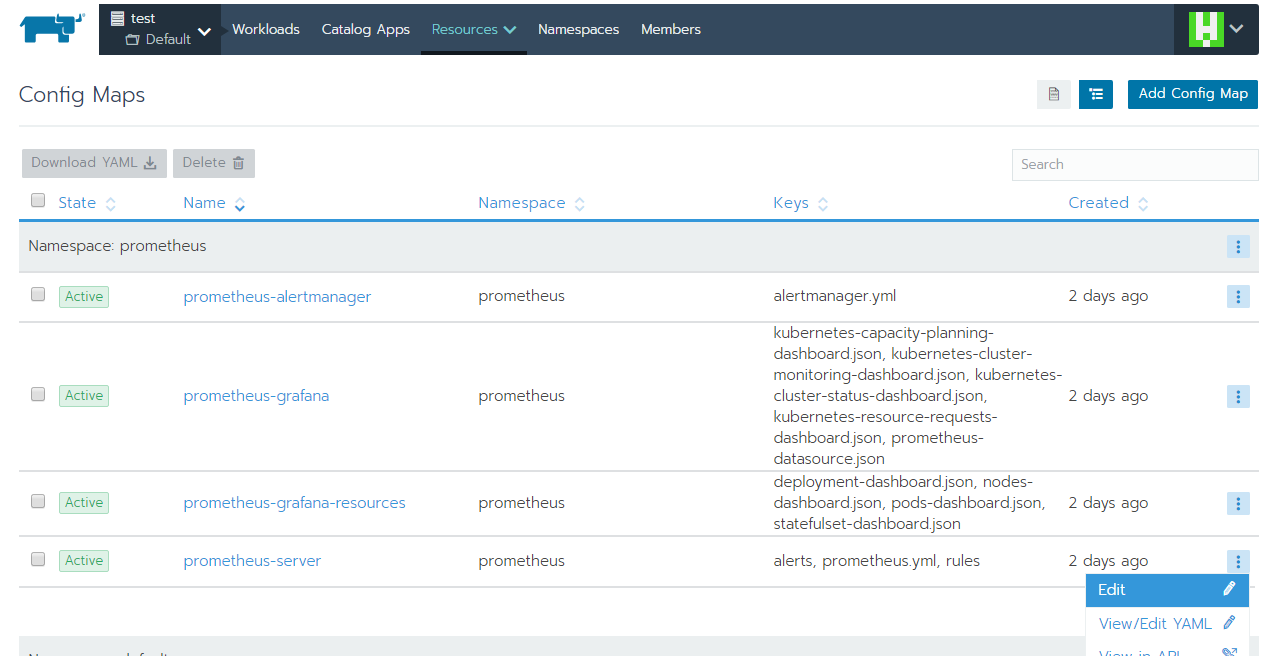 test
Default
Workloads Catalog Apps Resources Namespaces Members
Config Maps
Add Config Map
Download YAML Delete
Search
State Name Namespace Keys Created
Namespace: prometheus
Active prometheus-alertmanager prometheus alertmanager.yml 2 days ago
kubernetes-capacity-planning-
dashboard.json, kubernetes-cluster-
monitoring-dashboard.json, kubernetes-
Active prometheus-grafana prometheus cluster-status-dashboard.json, 2 days ago
kubernetes-resource-requests-
dashboard.json, prometheus-
datasource.json
deployment-dashboard.json, nodes-
Active prometheus-grafana-resources prometheus dashboard.json, pods-dashboard.json, 2 days ago
statefulset-dashboard.json
Active prometheus-server prometheus alerts, prometheus.yml, rules 2 days ago
Edit
View/Edit YAML
View in API